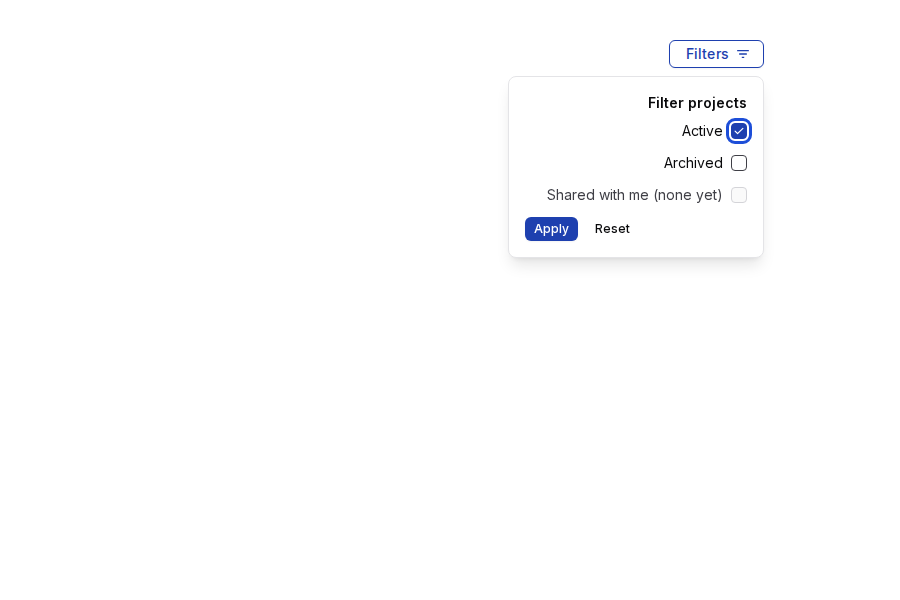 Filters
Filter projects
Active
Archived
Shared with me (none yet)
Apply Reset